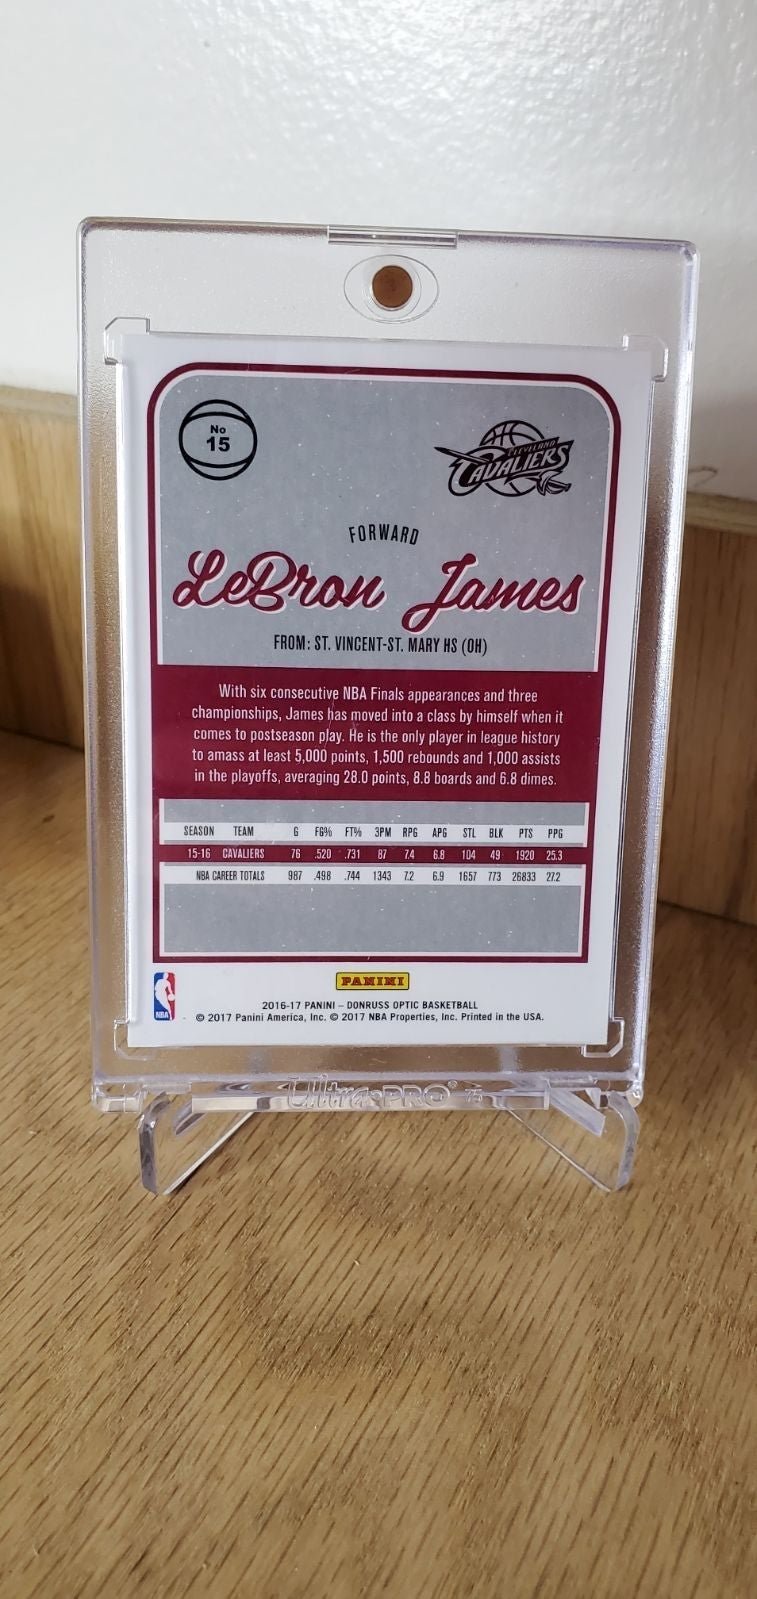 No
15
CLEVELAND
CAVALIERS
FORWARD
LeBron James
FROM: ST. VINCENT-ST. MARY HS (OH)
With six consecutive NBA Finals appearances and three
championships, James has moved into a class by himself when it
comes to postseason play. He is the only player in league history
to amass at least 5,000 points, 1,500 rebounds and 1,000 assists
in the playoffs, averaging 28.0 points, 8.8 boards and 6.8 dimes.
SEASON TEAM G FG% FT% 3PM RPG APG STL BLK PTS PPG
15-16 CAVALIERS 76 .520 .731 87 7.4 6.8 104 49 1920 25.3
NBA CAREER TOTALS 987 .498 .744 1343 7.2 6.9 1657 773 26833 27.2
PANINI
NBA
2016-17 PANINI – DONRUSS OPTIC BASKETBALL
© 2017 Panini America, Inc. © 2017 NBA Properties, Inc. Printed in the USA.
Ultra PRO® 75